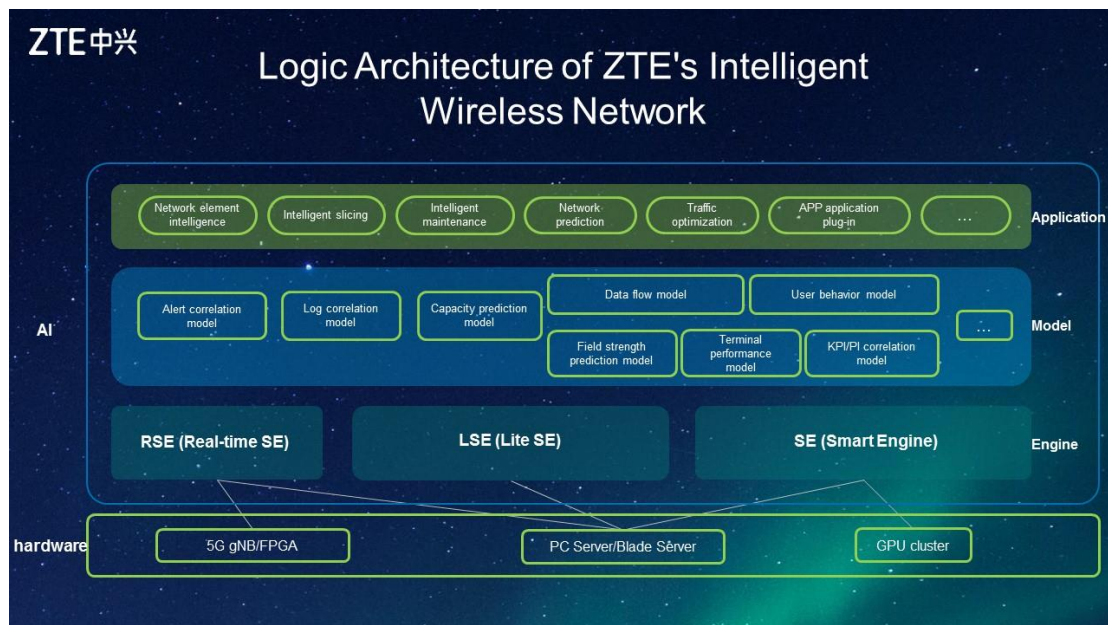 ZTE中兴
Logic Architecture of ZTE's Intelligent
Wireless Network
Network element
intelligence
Intelligent slicing
Intelligent
maintenance
Network
prediction
Traffic
optimization
APP application
plug-in
...
Application
AI
Alert correlation
model
Log correlation
model
Capacity prediction
model
Data flow model
User behavior model
Field strength
prediction model
Terminal
performance
model
KPI/PI correlation
model
...
Model
RSE (Real-time SE)
LSE (Lite SE)
SE (Smart Engine)
Engine
hardware
5G gNB/FPGA
PC Server/Blade Server
GPU cluster